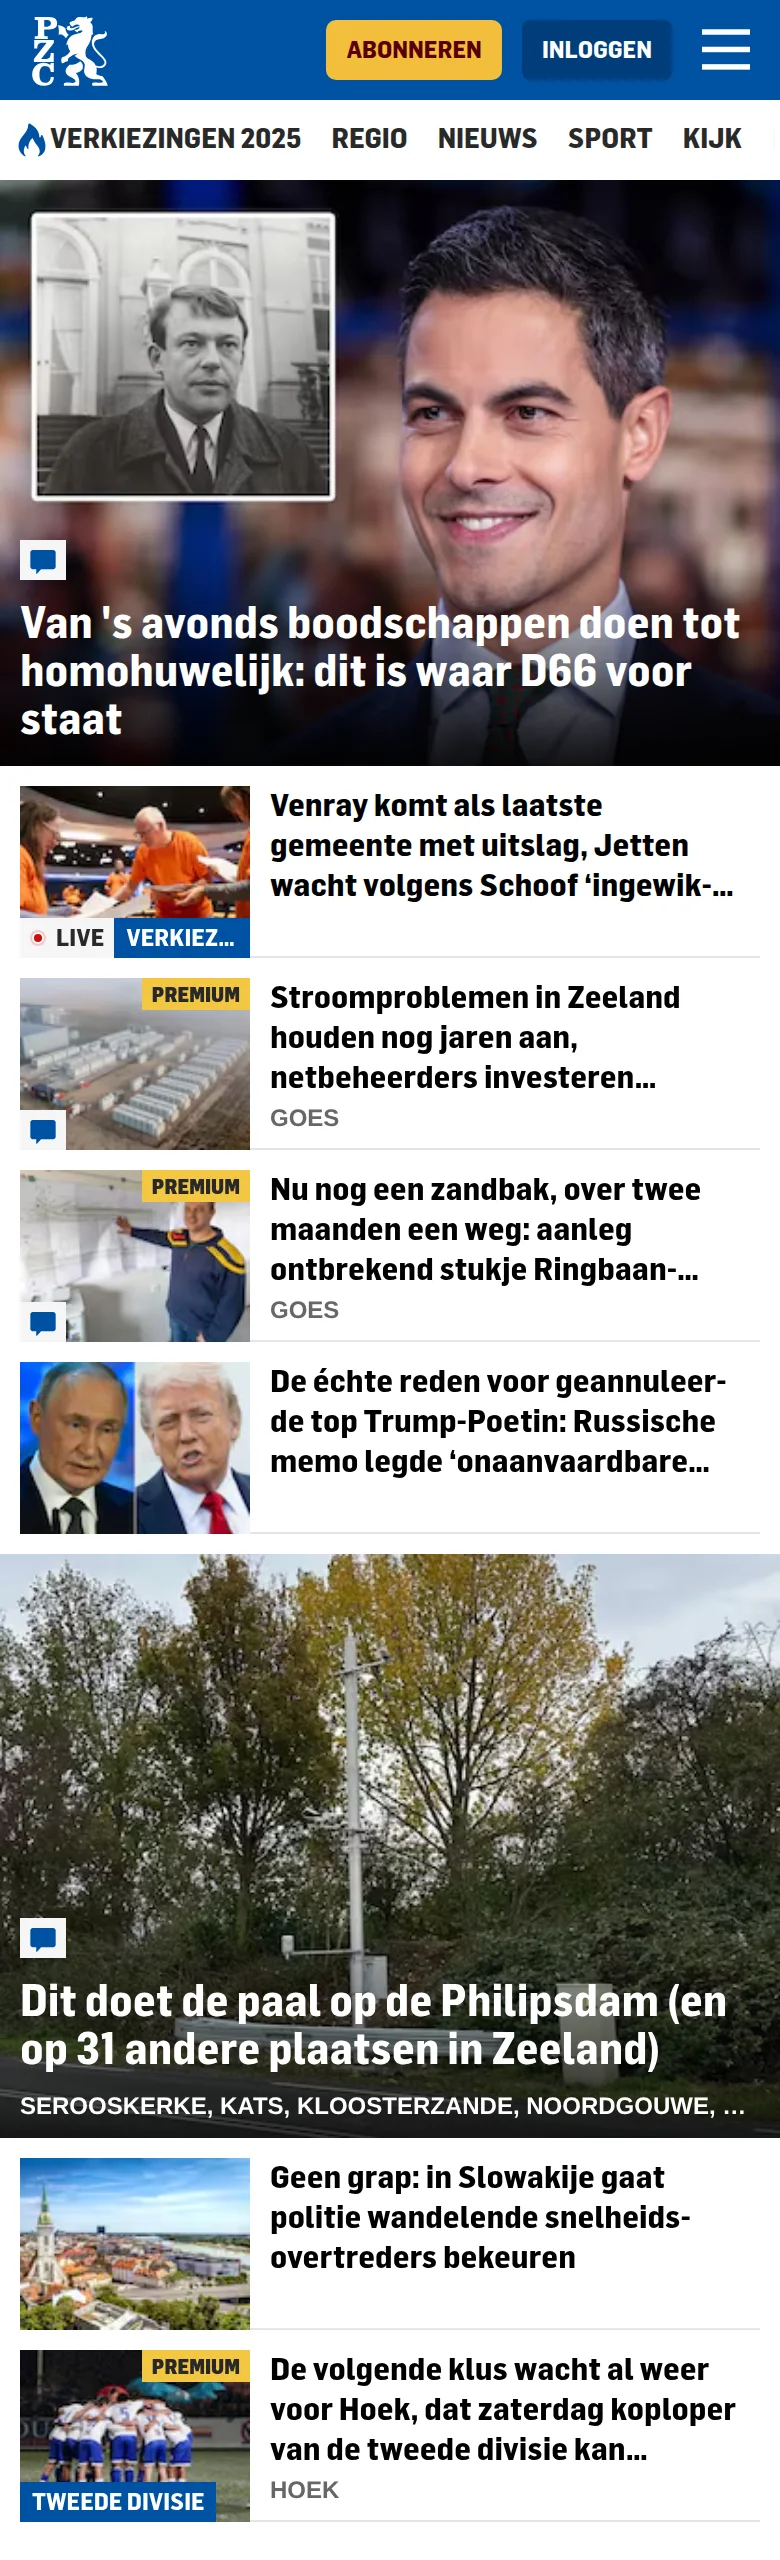 PZC
ABONNEREN
INLOGGEN
VERKIEZINGEN 2025
REGIO
NIEUWS
SPORT
KIJK
Van 's avonds boodschappen doen tot
homohuwelijk: dit is waar D66 voor
staat
Venray komt als laatste
gemeente met uitslag, Jetten
wacht volgens Schoof ‘ingewik-...
LIVE
VERKIEZ...
PREMIUM
Stroomproblemen in Zeeland
houden nog jaren aan,
netbeheerders investeren...
GOES
PREMIUM
Nu nog een zandbak, over twee
maanden een weg: aanleg
ontbrekend stukje Ringbaan-...
GOES
De échte reden voor geannuleer-
de top Trump-Poetin: Russische
memo legde ‘onaanvaardbare...
Dit doet de paal op de Philipsdam (en
op 31 andere plaatsen in Zeeland)
SEROOSKERKE, KATS, KLOOSTERZANDE, NOORDGOUWE, ...
Geen grap: in Slowakije gaat
politie wandelende snelheids-
overtreders bekeuren
PREMIUM
De volgende klus wacht al weer
voor Hoek, dat zaterdag koploper
van de tweede divisie kan...
TWEEDE DIVISIE
HOEK